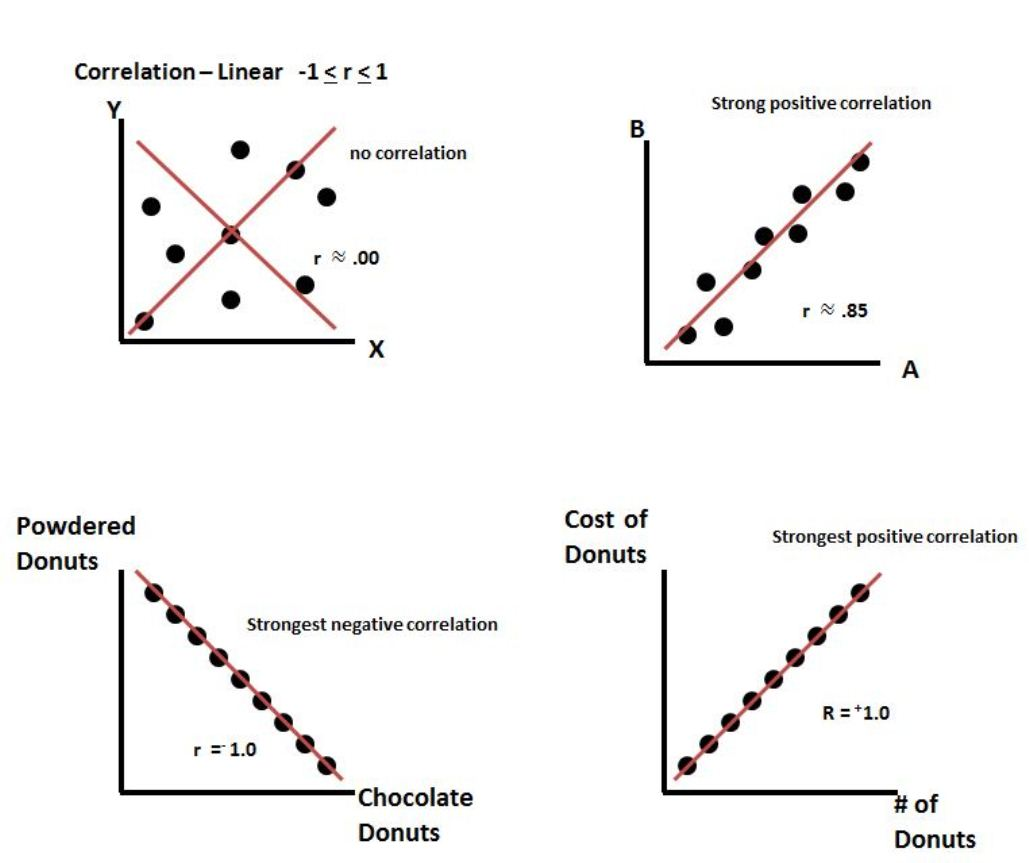 Correlation – Linear -1 ≤ r ≤ 1
Y
no correlation
r ≈ .00
X
Strong positive correlation
B
r ≈ .85
A
Powdered
Donuts
Strongest negative correlation
r = -1.0
Chocolate
Donuts
Cost of
Donuts
Strongest positive correlation
R = +1.0
# of
Donuts